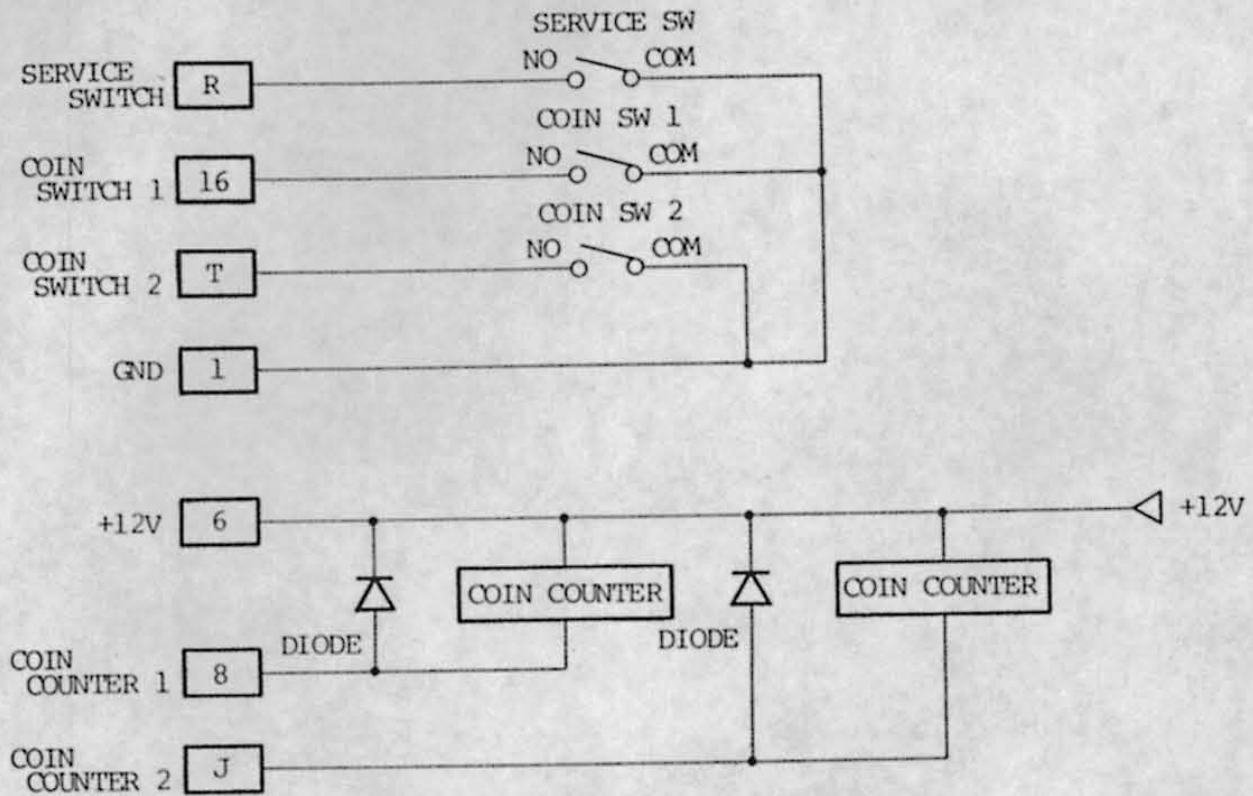 SERVICE SW
NO COM
SERVICE
SWITCH R
COIN SW 1
NO COM
COIN
SWITCH 1 16
COIN SW 2
NO COM
COIN
SWITCH 2 T
GND 1
+12V 6 +12V
COIN COUNTER COIN COUNTER
DIODE DIODE
COIN
COUNTER 1 8
COIN
COUNTER 2 J